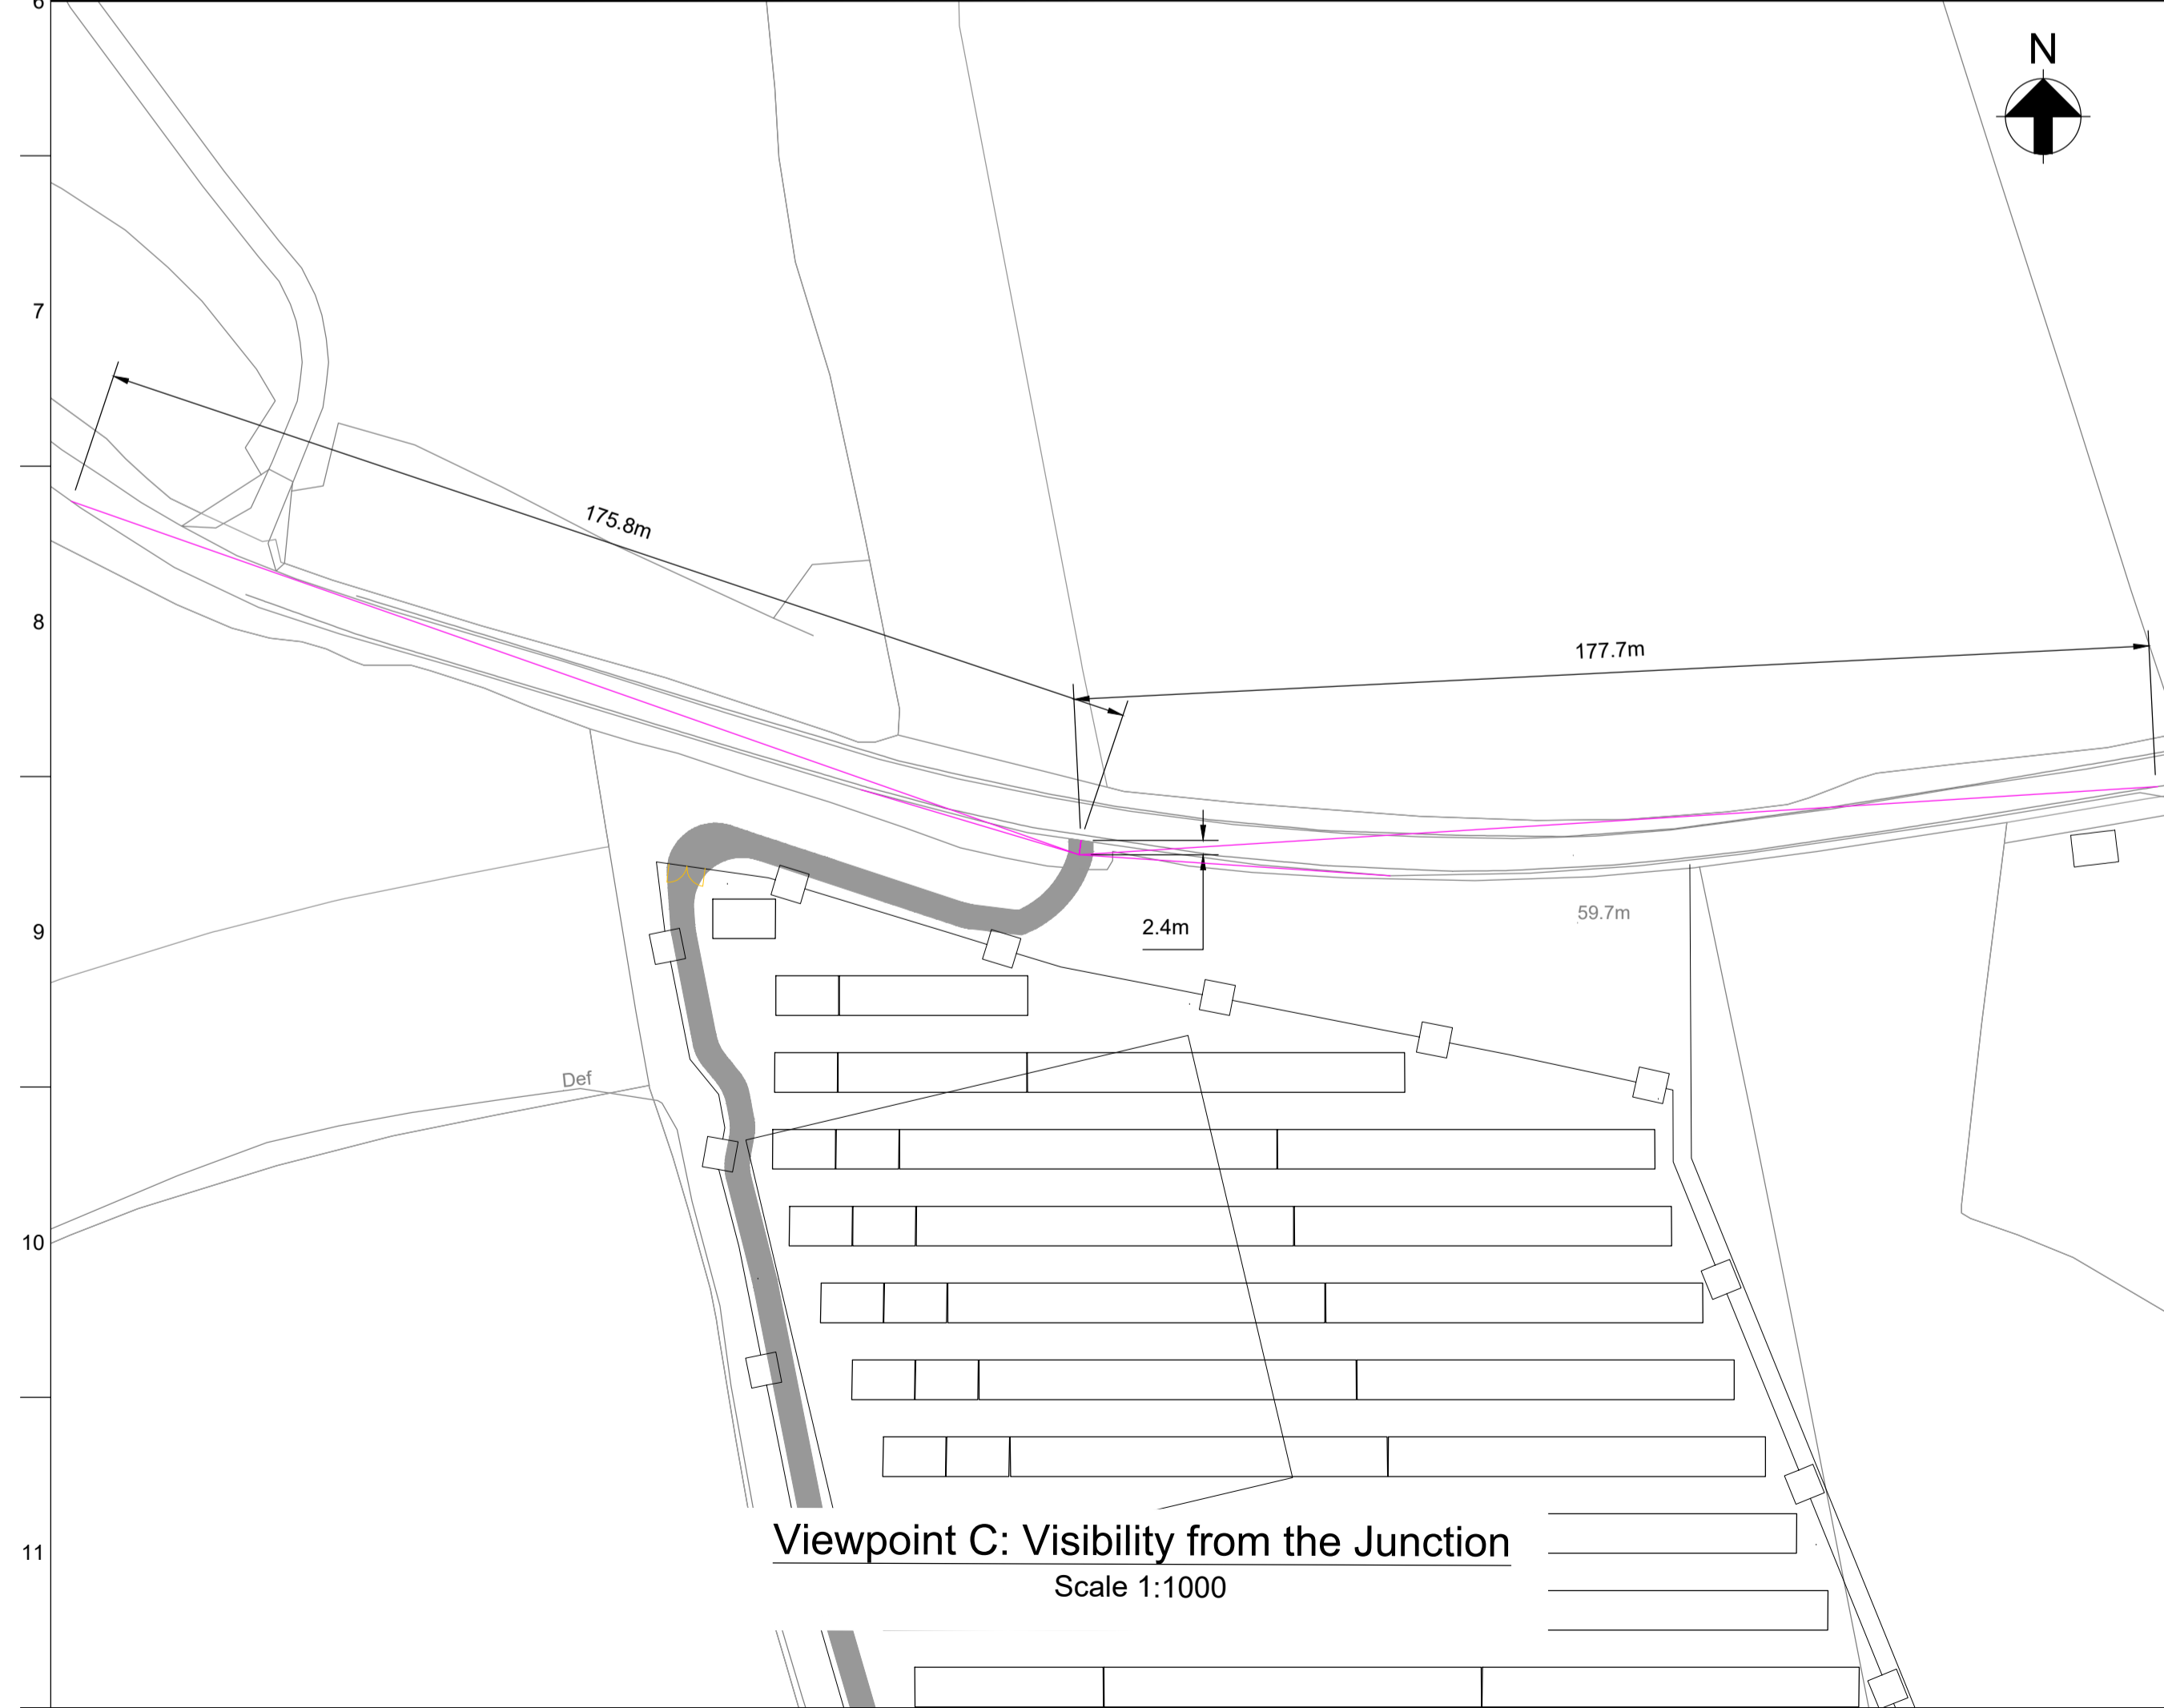 6
N
7
175.8m
8
177.7m
59.7m
2.4m
9
Def
10
Viewpoint C: Visibility from the Junction
11
Scale 1:1000